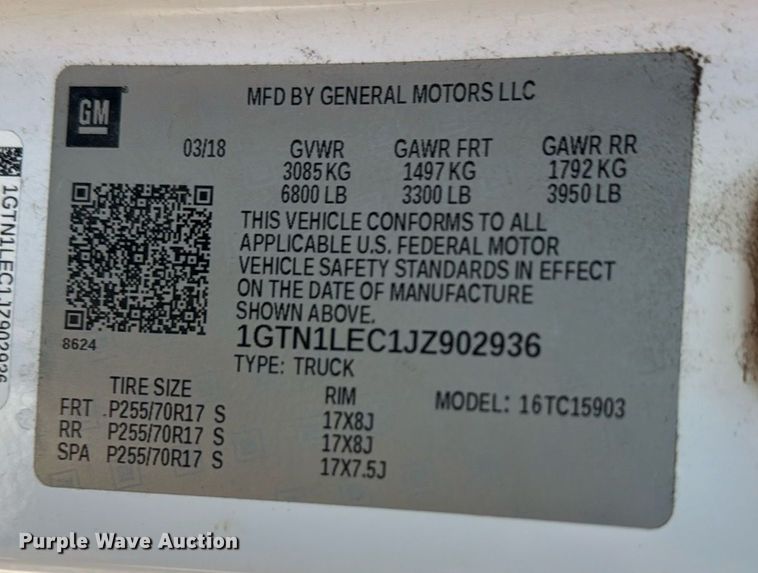 GM
MFD BY GENERAL MOTORS LLC
03/18 GVWR GAWR FRT GAWR RR
3085 KG 1497 KG 1792 KG
6800 LB 3300 LB 3950 LB
THIS VEHICLE CONFORMS TO ALL
APPLICABLE U.S. FEDERAL MOTOR
VEHICLE SAFETY STANDARDS IN EFFECT
ON THE DATE OF MANUFACTURE
SHOWN ABOVE.
8624
1GTN1LEC1JZ902936
TYPE: TRUCK
TIRE SIZE RIM MODEL: 16TC15903
FRT P255/70R17 S 17X8J
RR P255/70R17 S 17X8J
SPA P255/70R17 S 17X7.5J
1GTN1LEC1JZ902936
Purple Wave Auction